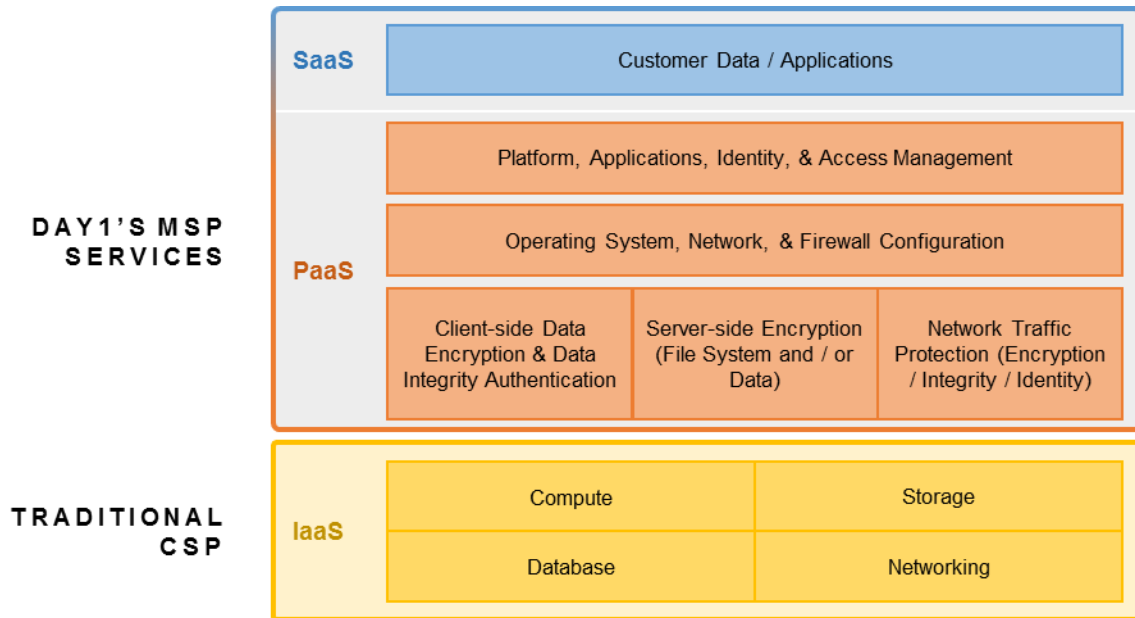 SaaS
Customer Data / Applications
Platform, Applications, Identity, & Access Management
DAY1'S MSP
SERVICES
Operating System, Network, & Firewall Configuration
PaaS
Client-side Data
Encryption & Data
Integrity Authentication
Server-side Encryption
(File System and / or
Data)
Network Traffic
Protection (Encryption
/ Integrity / Identity)
TRADITIONAL
CSP
IaaS
Compute
Storage
Database
Networking